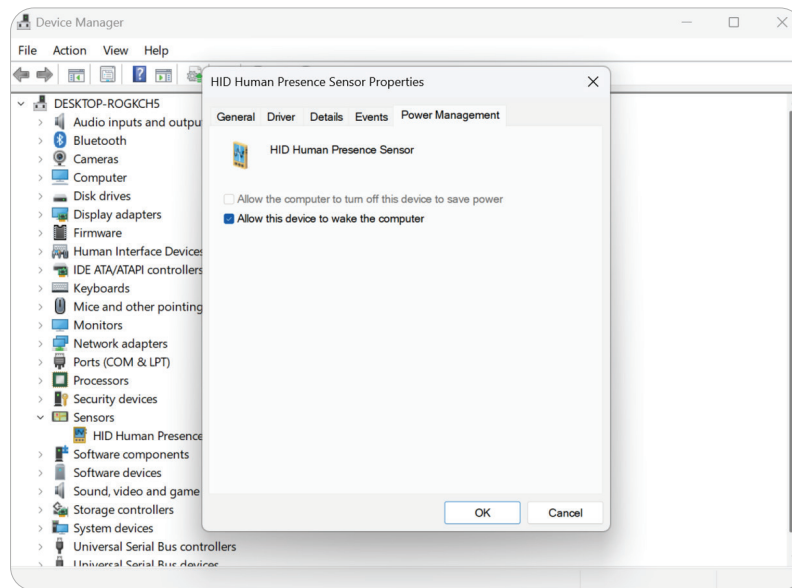 Device Manager
File Action View Help
HID Human Presence Sensor Properties
General Driver Details Events Power Management
HID Human Presence Sensor
Allow the computer to turn off this device to save power
Allow this device to wake the computer
OK Cancel
DESKTOP-ROGKCH5
Audio inputs and outpu
Bluetooth
Cameras
Computer
Disk drives
Display adapters
Firmware
Human Interface Devices
IDE ATA/ATAPI controllers
Keyboards
Mice and other pointing
Monitors
Network adapters
Ports (COM & LPT)
Processors
Security devices
Sensors
HID Human Presence
Software components
Software devices
Sound, video and game
Storage controllers
System devices
Universal Serial Bus controllers
Universal Serial Bus devices